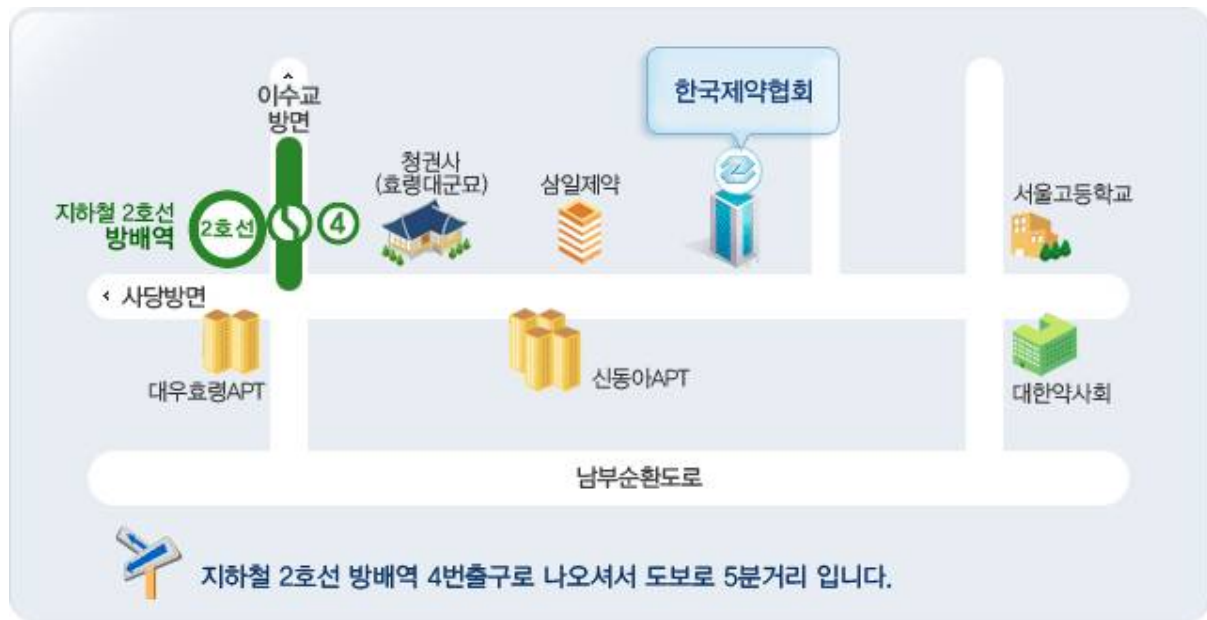 이수교
방면
한국제약협회
청권사
(효령대군묘)
삼일제약
서울고등학교
지하철 2호선
방배역
2호선
4
사당방면
대우효령APT
신동아APT
대한약사회
남부순환도로
지하철 2호선 방배역 4번출구로 나오셔서 도보로 5분거리 입니다.